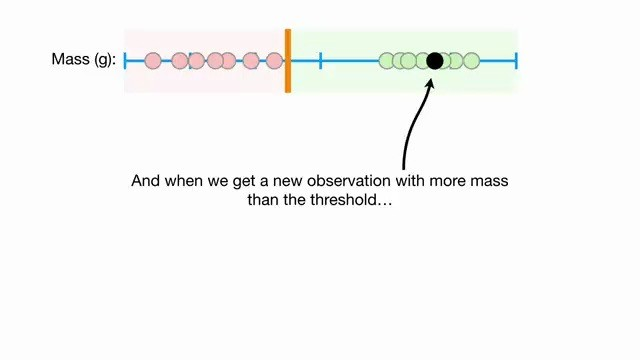 Mass (g):
And when we get a new observation with more mass
than the threshold…